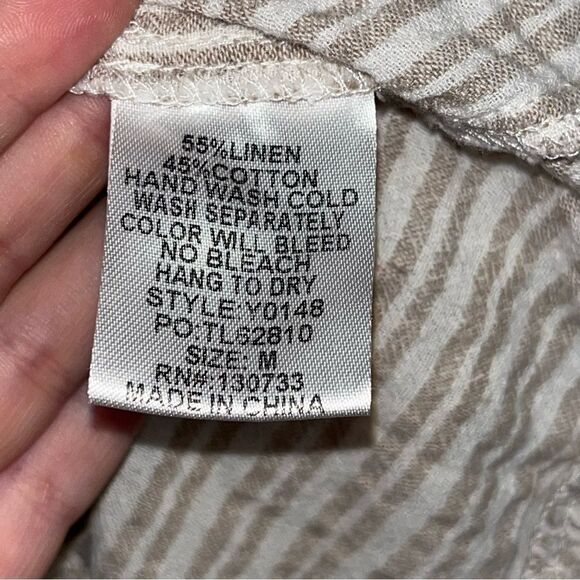 55%LINEN
45%COTTON
HAND WASH COLD
WASH SEPARATELY
COLOR WILL BLEED
NO BLEACH
HANG TO DRY
STYLE:Y0148
PO:TL62810
SIZE: M
RN#:130733
MADE IN CHINA